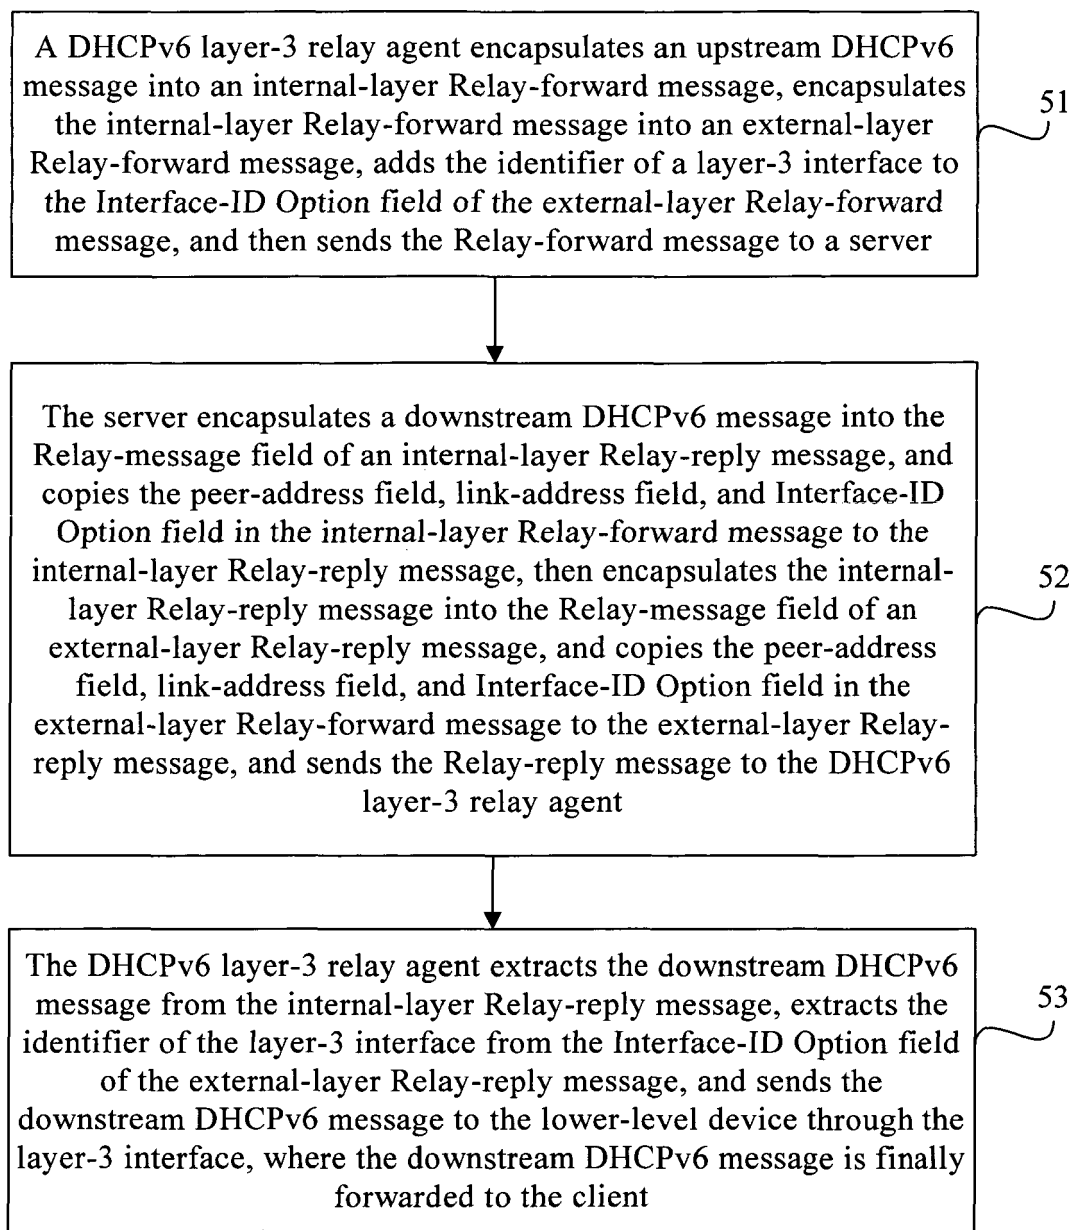 A DHCPv6 layer-3 relay agent encapsulates an upstream DHCPv6
message into an internal-layer Relay-forward message, encapsulates
the internal-layer Relay-forward message into an external-layer
Relay-forward message, adds the identifier of a layer-3 interface to
the Interface-ID Option field of the external-layer Relay-forward
message, and then sends the Relay-forward message to a server
51
The server encapsulates a downstream DHCPv6 message into the
Relay-message field of an internal-layer Relay-reply message, and
copies the peer-address field, link-address field, and Interface-ID
Option field in the internal-layer Relay-forward message to the
internal-layer Relay-reply message, then encapsulates the internal-
layer Relay-reply message into the Relay-message field of an
external-layer Relay-reply message, and copies the peer-address
field, link-address field, and Interface-ID Option field in the
external-layer Relay-forward message to the external-layer Relay-
reply message, and sends the Relay-reply message to the DHCPv6
layer-3 relay agent
52
The DHCPv6 layer-3 relay agent extracts the downstream DHCPv6
message from the internal-layer Relay-reply message, extracts the
identifier of the layer-3 interface from the Interface-ID Option field
of the external-layer Relay-reply message, and sends the
downstream DHCPv6 message to the lower-level device through the
layer-3 interface, where the downstream DHCPv6 message is finally
forwarded to the client
53